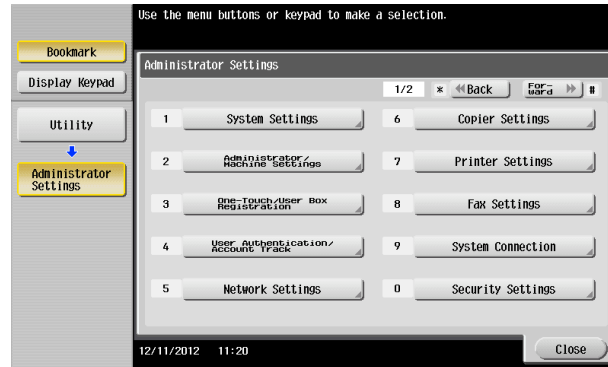 Use the menu buttons or keypad to make a selection.
Bookmark
Display Keypad
Utility
Administrator
Settings
Administrator Settings
1/2 * Back For-
ward #
1 System Settings
2 Administrator/
Machine Settings
3 One-Touch/User Box
Registration
4 User Authentication/
Account Track
5 Network Settings
6 Copier Settings
7 Printer Settings
8 Fax Settings
9 System Connection
0 Security Settings
12/11/2012 11:20
Close